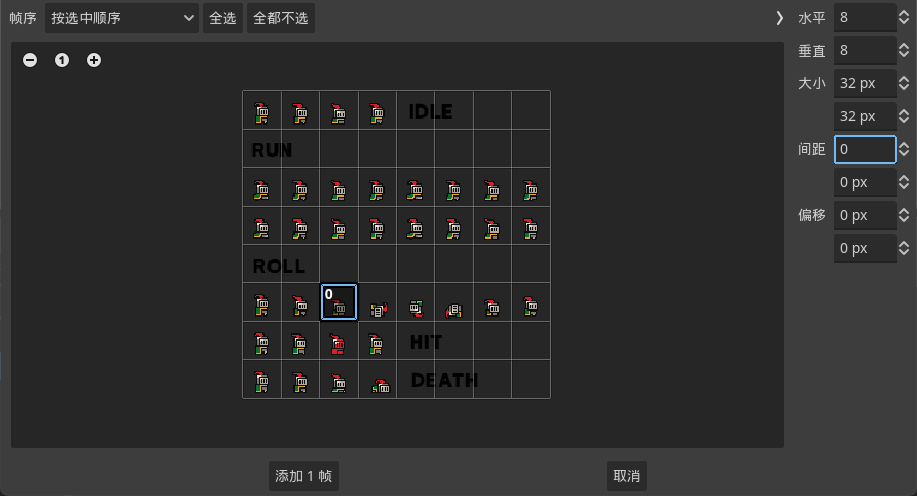 帧序 按选中顺序 全选 全都不选 水平 8
1 垂直 8
大小 32 px
32 px
IDLE
RUN 间距 0
0 px
偏移 0 px
0 px
ROLL
0
HIT
DEATH
添加 1 帧 取消